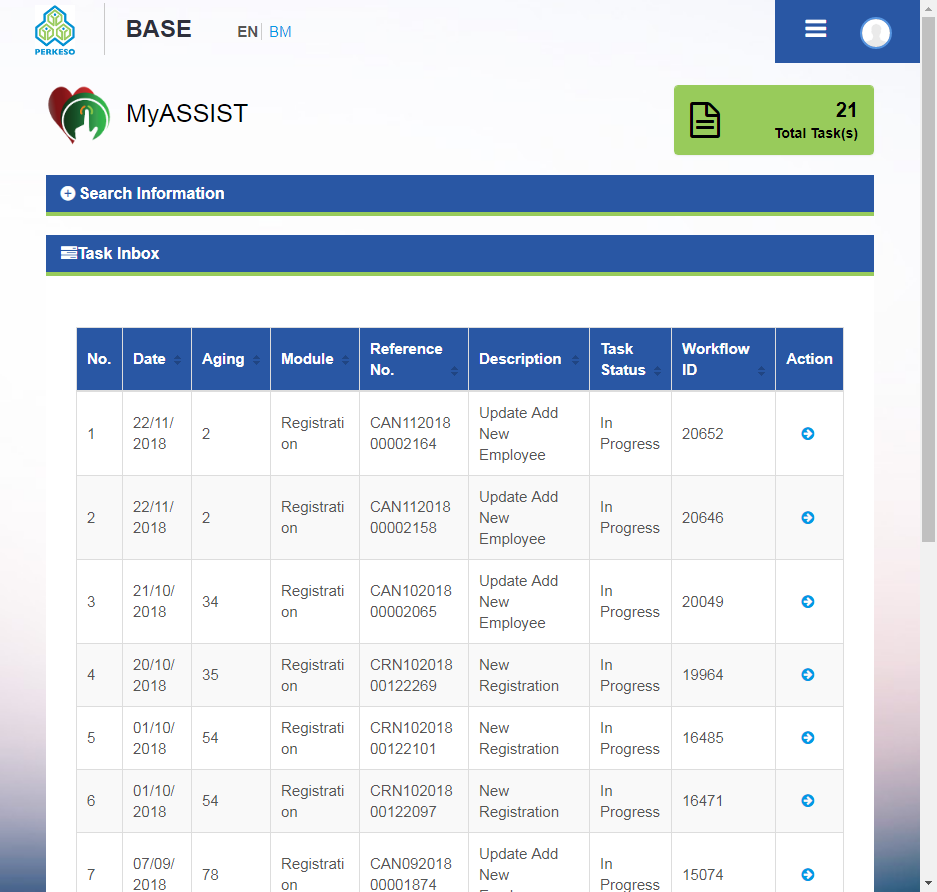 BASE
EN BM
PERKESO
MyASSIST
21
Total Task(s)
Search Information
Task Inbox
No. Date Aging Module Reference No. Description Task Status Workflow ID Action
1 22/11/2018 2 Registration CAN11201800002164 Update Add New Employee In Progress 20652
2 22/11/2018 2 Registration CAN11201800002158 Update Add New Employee In Progress 20646
3 21/10/2018 34 Registration CAN10201800002065 Update Add New Employee In Progress 20049
4 20/10/2018 35 Registration CRN10201800122269 New Registration In Progress 19964
5 01/10/2018 54 Registration CRN10201800122101 New Registration In Progress 16485
6 01/10/2018 54 Registration CRN10201800122097 New Registration In Progress 16471
7 07/09/2018 78 Registration CAN09201800001874 Update Add New In Progress 15074